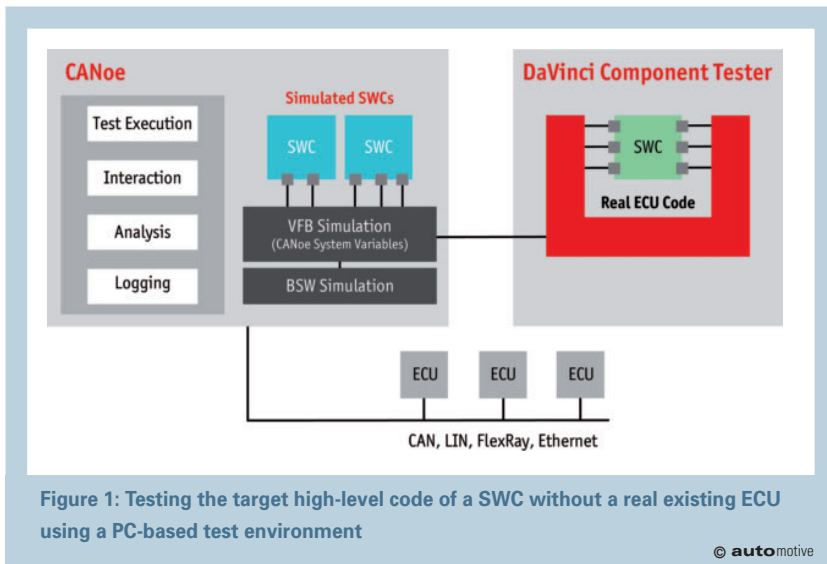 CANoe
Test Execution
Interaction
Analysis
Logging
Simulated SWCs
SWC
SWC
VFB Simulation
(CANoe System Variables)
BSW Simulation
DaVinci Component Tester
SWC
Real ECU Code
ECU
ECU
ECU
CAN, LIN, FlexRay, Ethernet
Figure 1: Testing the target high-level code of a SWC without a real existing ECU
using a PC-based test environment
© automotive